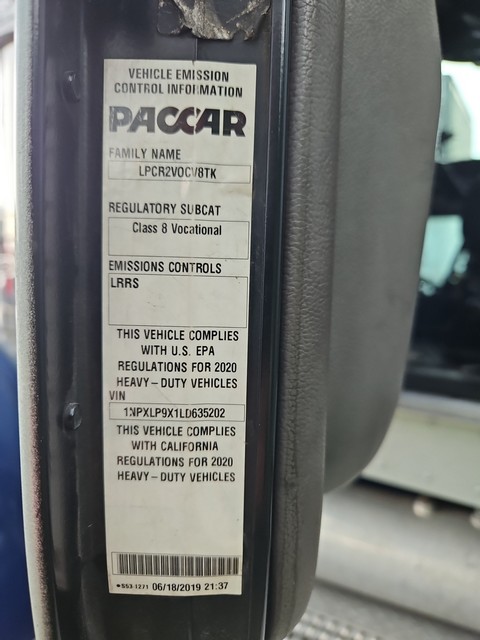 VEHICLE EMISSION
CONTROL INFORMATION
PACCAR
FAMILY NAME
LPCR2VOCV8TK
REGULATORY SUBCAT
Class 8 Vocational
EMISSIONS CONTROLS
LRRS
THIS VEHICLE COMPLIES
WITH U.S. EPA
REGULATIONS FOR 2020
HEAVY-DUTY VEHICLES
VIN
1NPXLP9X1LD635202
THIS VEHICLE COMPLIES
WITH CALIFORNIA
REGULATIONS FOR 2020
HEAVY-DUTY VEHICLES
*S53-1271 06/18/2019 21:37